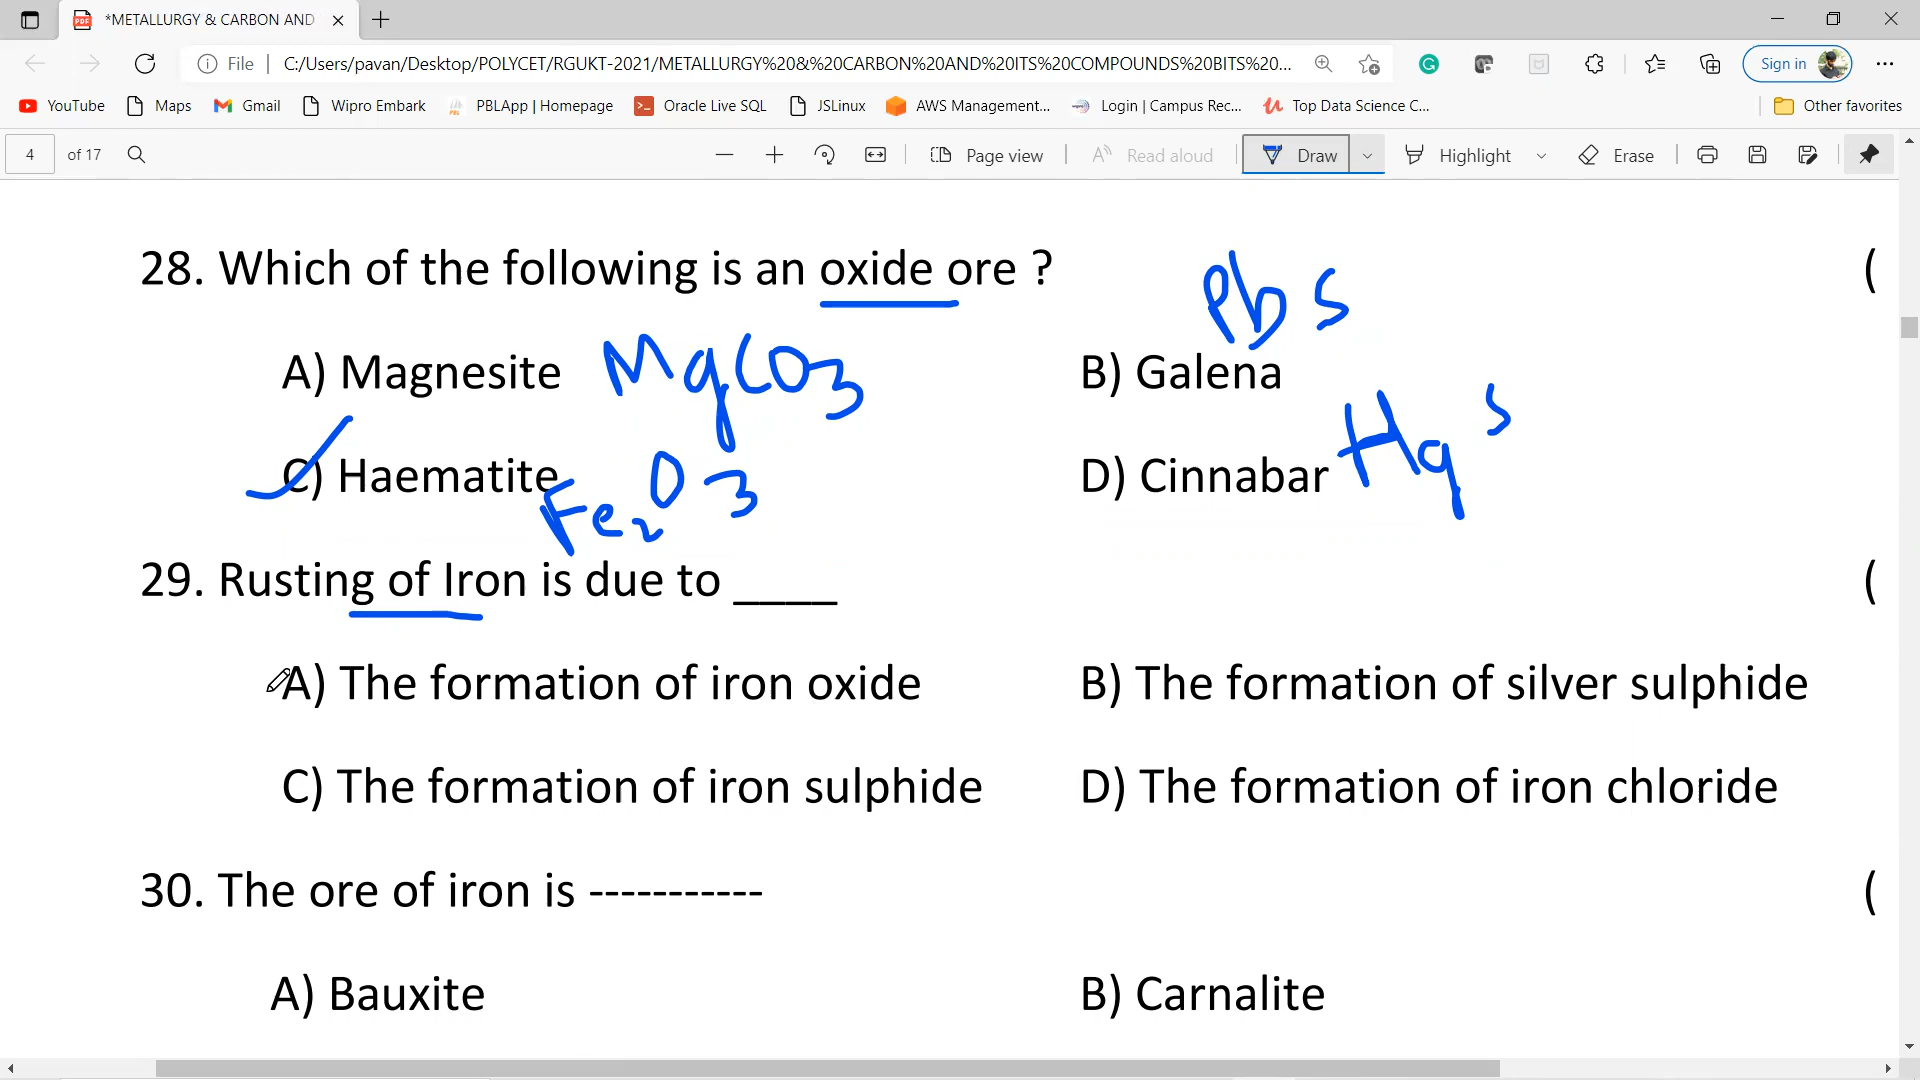 *METALLURGY & CARBON AND
File C:/Users/pavan/Desktop/POLYCET/RGUKT-2021/METALLURGY%20&%20CARBON%20AND%20ITS%20COMPOUNDS%20BITS%20... Sign in
YouTube Maps Gmail Wipro Embark PBLApp | Homepage Oracle Live SQL JSLinux AWS Management... Login | Campus Rec... Top Data Science C... Other favorites
4 of 17 Page view Read aloud Draw Highlight Erase
28. Which of the following is an oxide ore ? (
PbS
A) Magnesite MgCO3 B) Galena
C) Haematite Fe2O3 D) Cinnabar Hgs
29. Rusting of Iron is due to ____ (
A) The formation of iron oxide B) The formation of silver sulphide
C) The formation of iron sulphide D) The formation of iron chloride
30. The ore of iron is ----------- (
A) Bauxite B) Carnalite